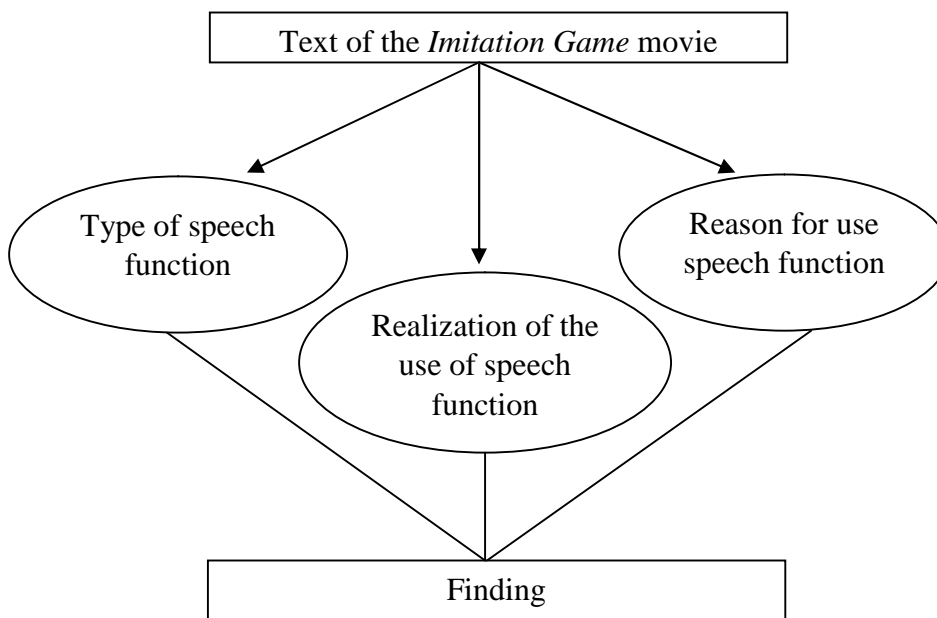 Text of the Imitation Game movie
Type of speech
function
Reason for use
speech function
Realization of the
use of speech
function
Finding